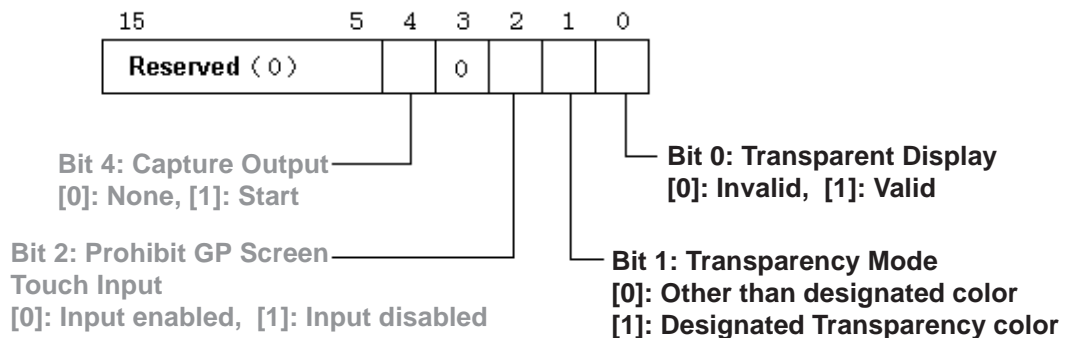 15 5 4 3 2 1 0
Reserved (0) 0
Bit 4: Capture Output
[0]: None, [1]: Start
Bit 0: Transparent Display
[0]: Invalid, [1]: Valid
Bit 2: Prohibit GP Screen
Touch Input
[0]: Input enabled, [1]: Input disabled
Bit 1: Transparency Mode
[0]: Other than designated color
[1]: Designated Transparency color